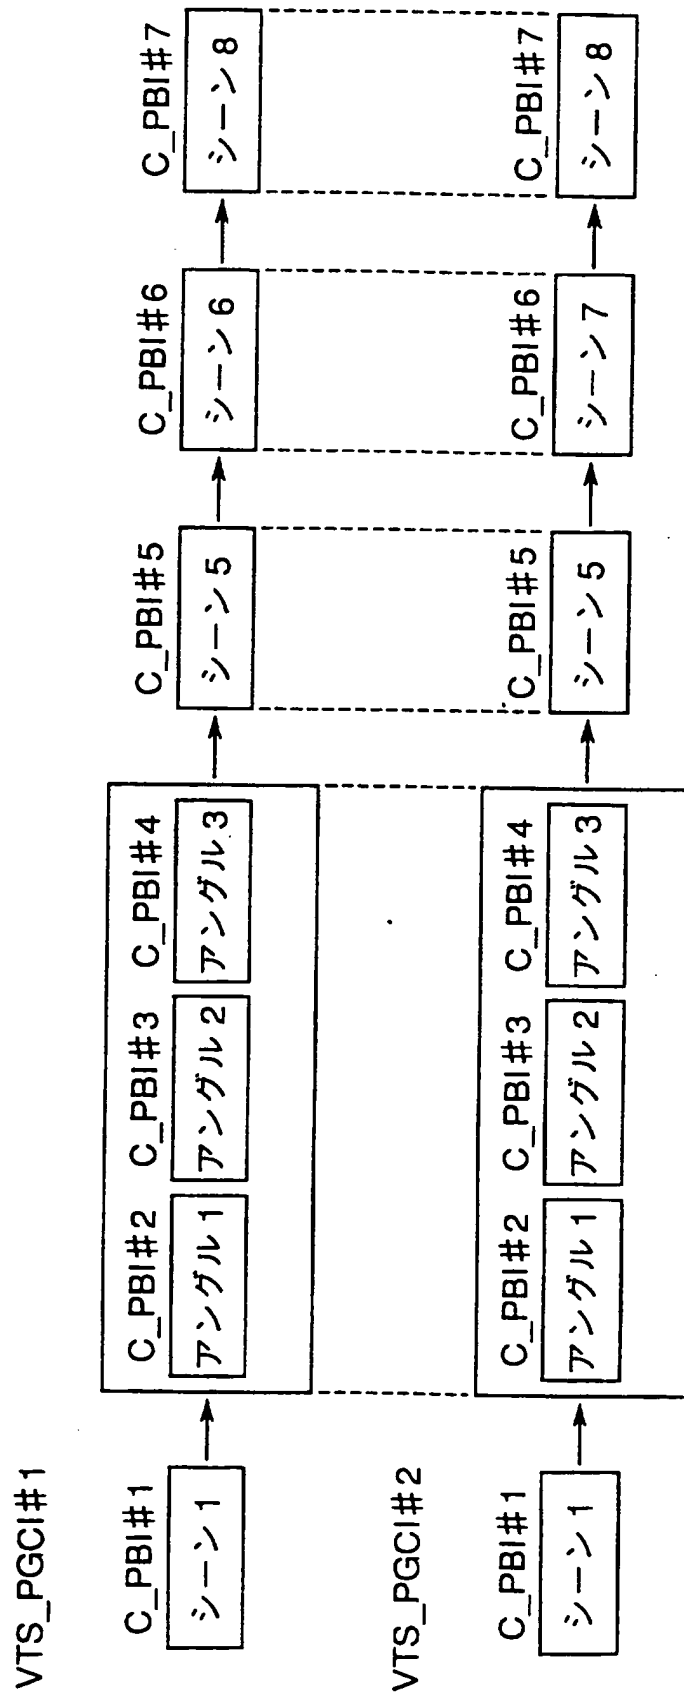 VTS_PGCI#1
C_PBI#1
シーン1
C_PBI#2
アングル1
C_PBI#3
アングル2
C_PBI#4
アングル3
C_PBI#5
シーン5
C_PBI#6
シーン6
C_PBI#7
シーン8
VTS_PGCI#2
C_PBI#1
シーン1
C_PBI#2
アングル1
C_PBI#3
アングル2
C_PBI#4
アングル3
C_PBI#5
シーン5
C_PBI#6
シーン7
C_PBI#7
シーン8